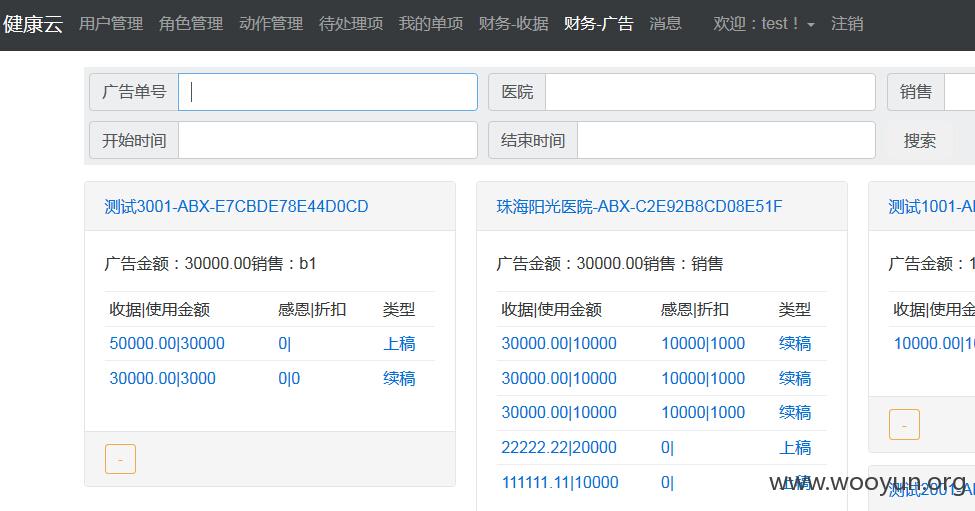 健康云 用户管理 角色管理 动作管理 待处理项 我的单项 财务-收据 财务-广告 消息 欢迎：test！ 注销
广告单号 医院 销售
开始时间 结束时间 搜索
测试3001-ABX-E7CBDE78E44D0CD
广告金额：30000.00销售：b1
收据|使用金额 感恩|折扣 类型
50000.00|30000 0| 上稿
30000.00|3000 0|0 续稿
-
珠海阳光医院-ABX-C2E92B8CD08E51F
广告金额：30000.00销售：销售
收据|使用金额 感恩|折扣 类型
30000.00|10000 10000|1000 续稿
30000.00|10000 10000|1000 续稿
30000.00|10000 10000|1000 续稿
22222.22|20000 0| 上稿
111111.11|10000 0| 上稿
测试1001-A
广告金额：1
收据|使用金
10000.00|10
-
测试2001-A
www.wooyun.org